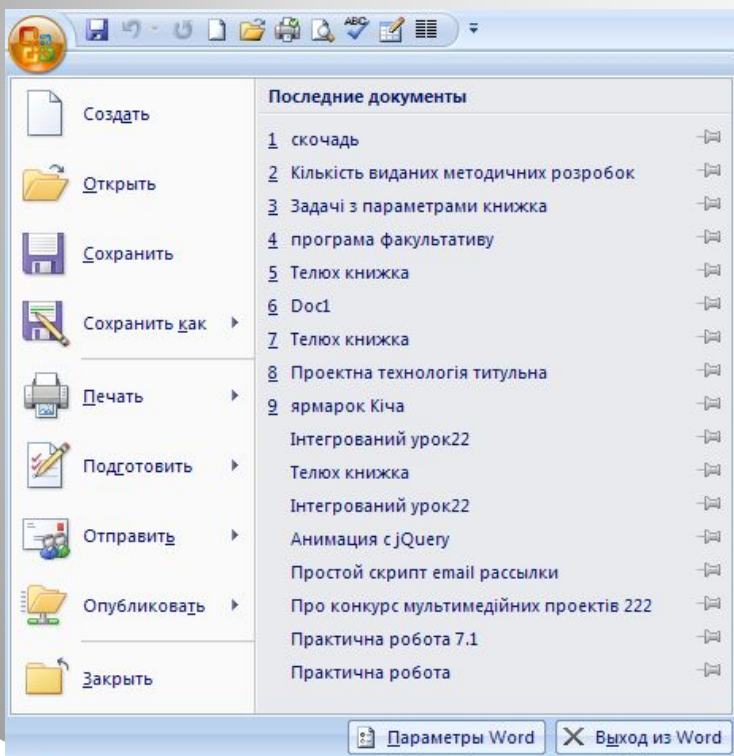 ABC
Создать
Открыть
Сохранить
Сохранить как
Печать
Подготовить
Отправить
Опубликовать
Закрыть
Последние документы
1 скочадь
2 Кількість виданих методичних розробок
3 Задачі з параметрами книжка
4 програма факультативу
5 Телюх книжка
6 Doc1
7 Телюх книжка
8 Проектна технологія титульна
9 ярмарок Кіча
Інтегрований урок22
Телюх книжка
Інтегрований урок22
Анимация с jQuery
Простой скрипт email рассылки
Про конкурс мультимедійних проектів 222
Практична робота 7.1
Практична робота
Параметры Word
Выход из Word